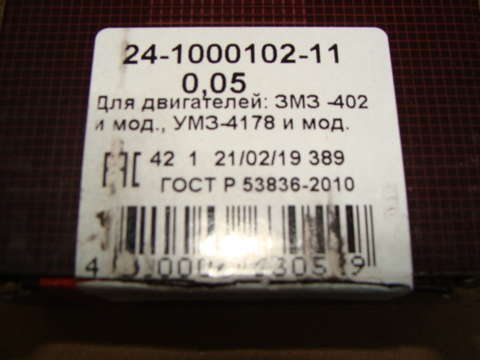 24-1000102-11
0,05
Для двигателей: ЗМЗ -402
и мод., УМЗ-4178 и мод.
ЕАС 42 1 21/02/19 389
ГОСТ Р 53836-2010